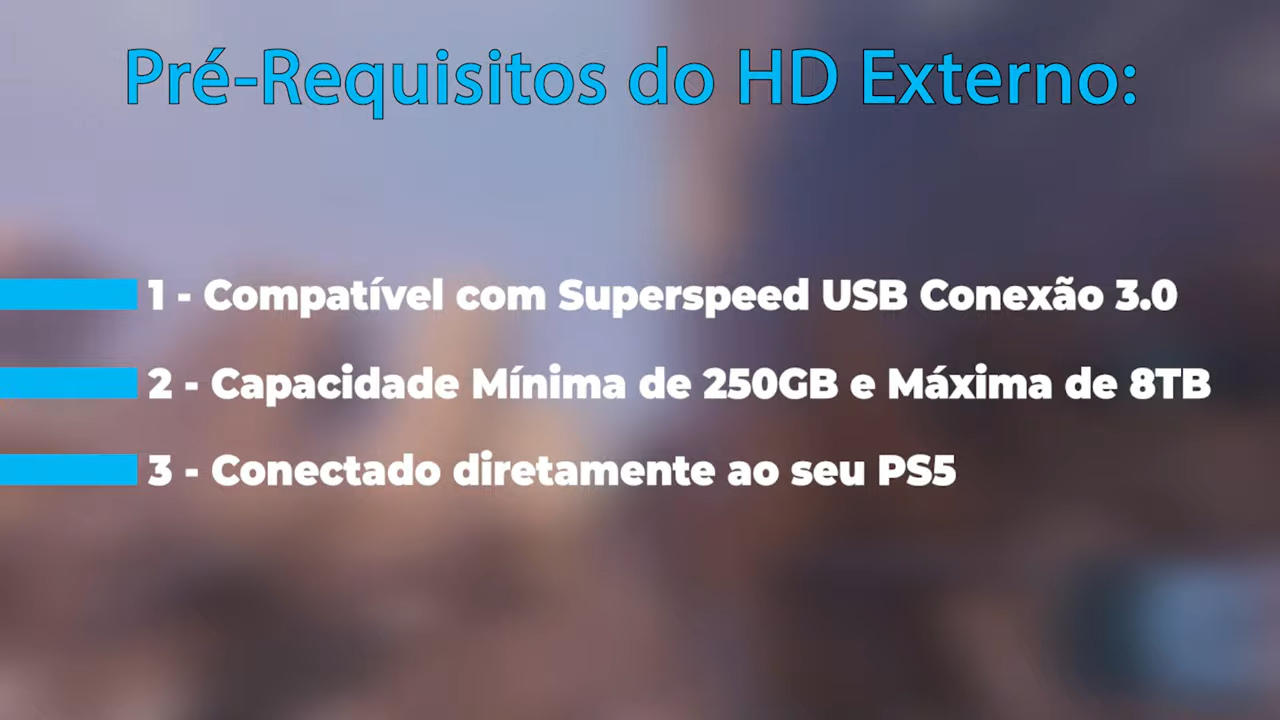 Pré-Requisitos do HD Externo:
1 - Compatível com Superspeed USB Conexão 3.0
2 - Capacidade Mínima de 250GB e Máxima de 8TB
3 - Conectado diretamente ao seu PS5